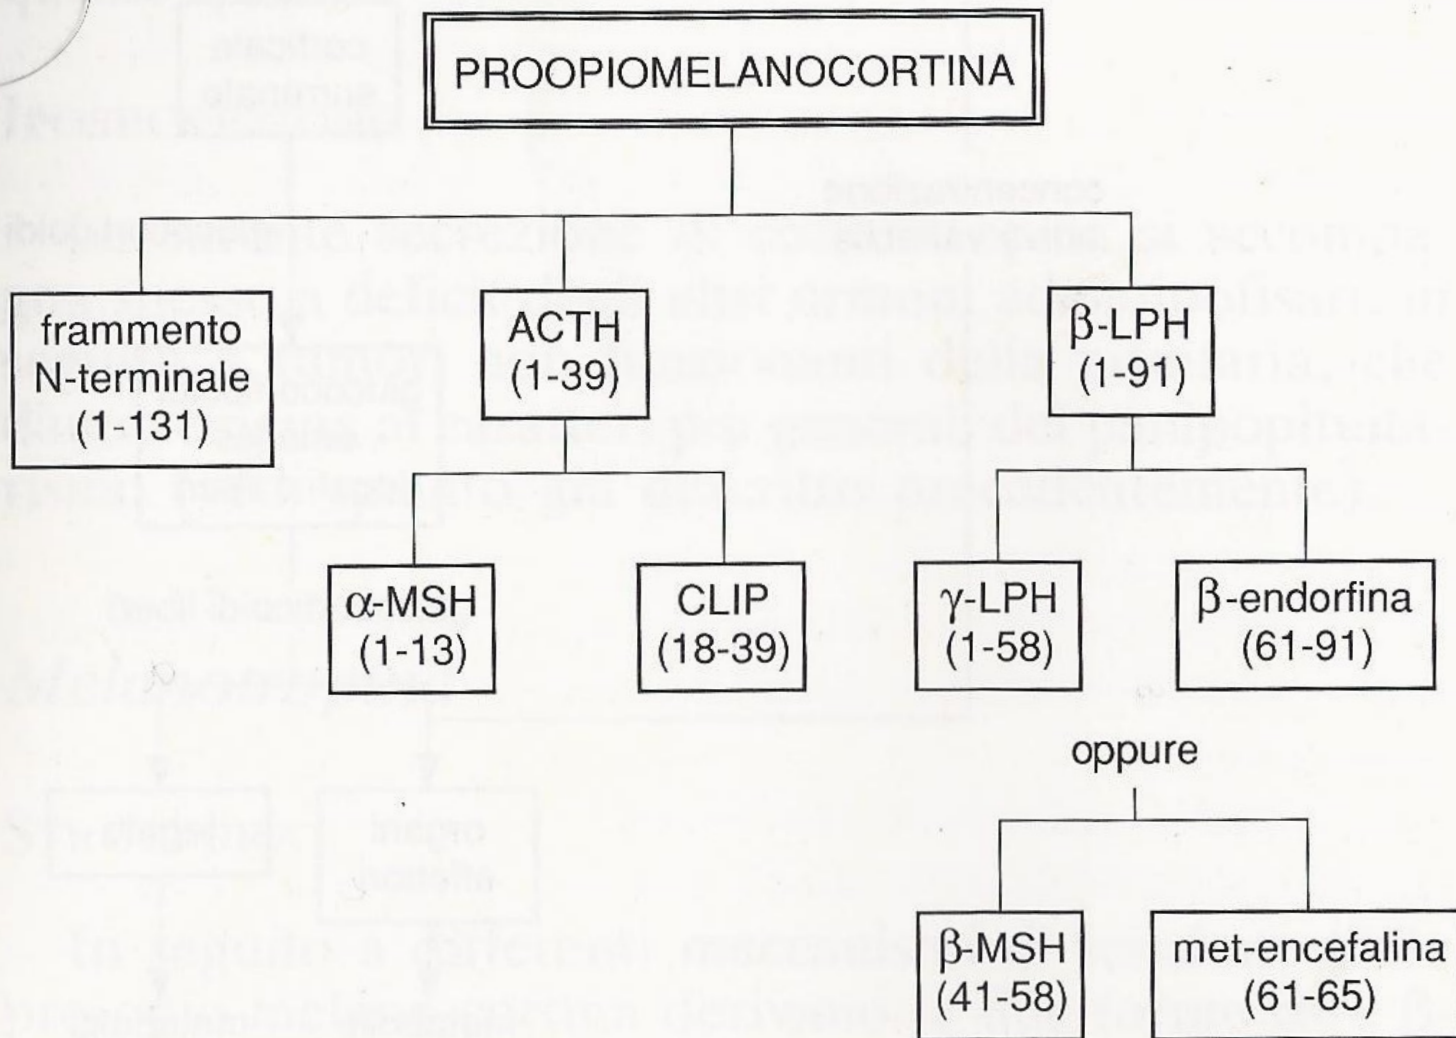 PROOPIOMELANOCORTINA
frammento
N-terminale
(1-131)
ACTH
(1-39)
β-LPH
(1-91)
α-MSH
(1-13)
CLIP
(18-39)
γ-LPH
(1-58)
β-endorfina
(61-91)
oppure
β-MSH
(41-58)
met-encefalina
(61-65)